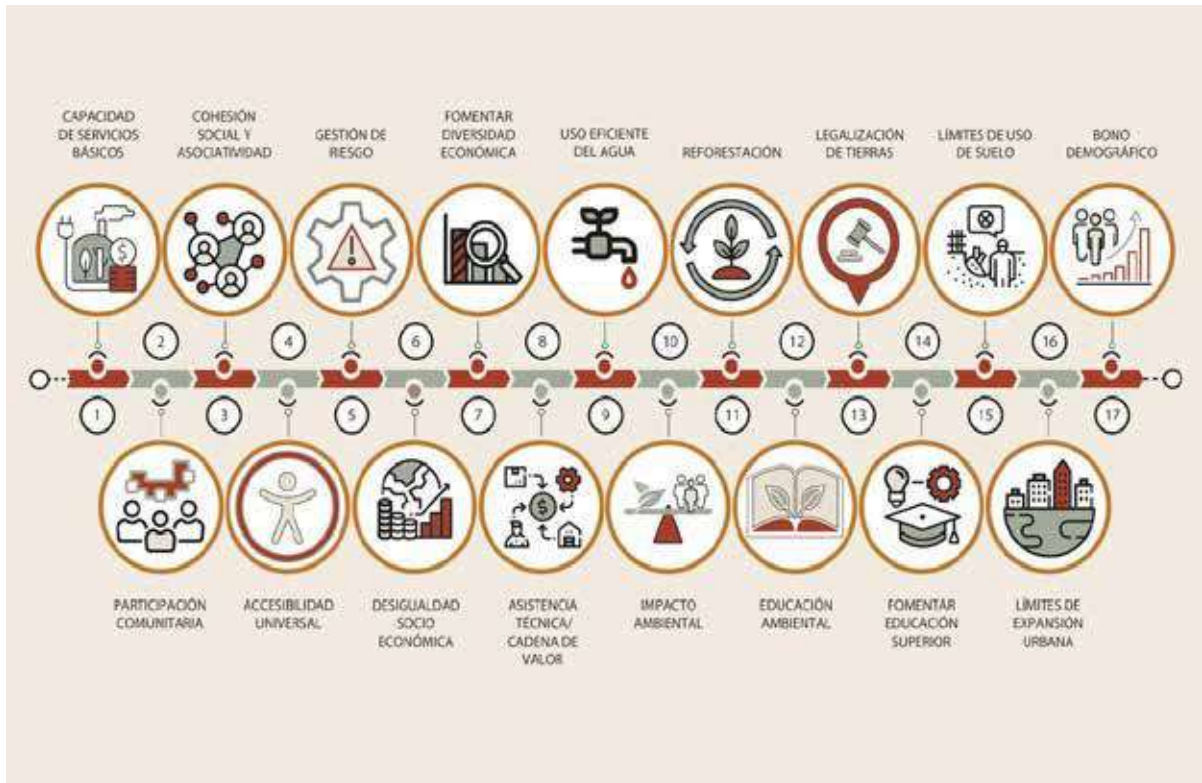 CAPACIDAD
DE SERVICIOS
BÁSICOS
COHESIÓN
SOCIAL Y
ASOCIATIVIDAD
GESTIÓN DE
RIESGO
FOMENTAR
DIVERSIDAD
ECONÓMICA
USO EFICIENTE
DEL AGUA
REFORESTACIÓN
LEGALIZACIÓN
DE TIERRAS
LÍMITES DE USO
DE SUELO
BONO
DEMOGRÁFICO
$
!
2
4
6
8
10
12
14
16
1
3
5
7
9
11
13
15
17
$
PARTICIPACIÓN
COMUNITARIA
ACCESIBILIDAD
UNIVERSAL
DESIGUALDAD
SOCIO
ECONÓMICA
ASISTENCIA
TÉCNICA/
CADENA DE
VALOR
IMPACTO
AMBIENTAL
EDUCACIÓN
AMBIENTAL
FOMENTAR
EDUCACIÓN
SUPERIOR
LÍMITES DE
EXPANSIÓN
URBANA